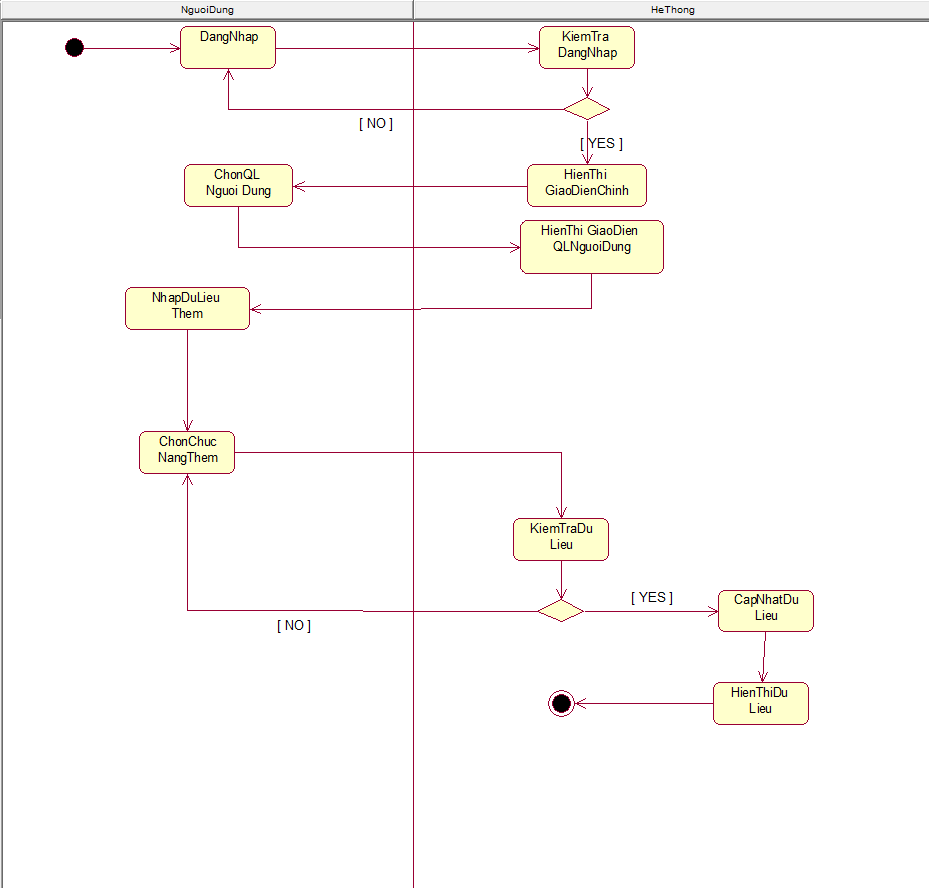 NguoiDung
HeThong
DangNhap
KiemTra
DangNhap
[ NO ]
[ YES ]
ChonQL
Nguoi Dung
HienThi
GiaoDienChinh
HienThi GiaoDien
QLNguoiDung
NhapDuLieu
Them
ChonChuc
NangThem
KiemTraDu
Lieu
[ YES ]
CapNhatDu
Lieu
[ NO ]
HienThiDu
Lieu